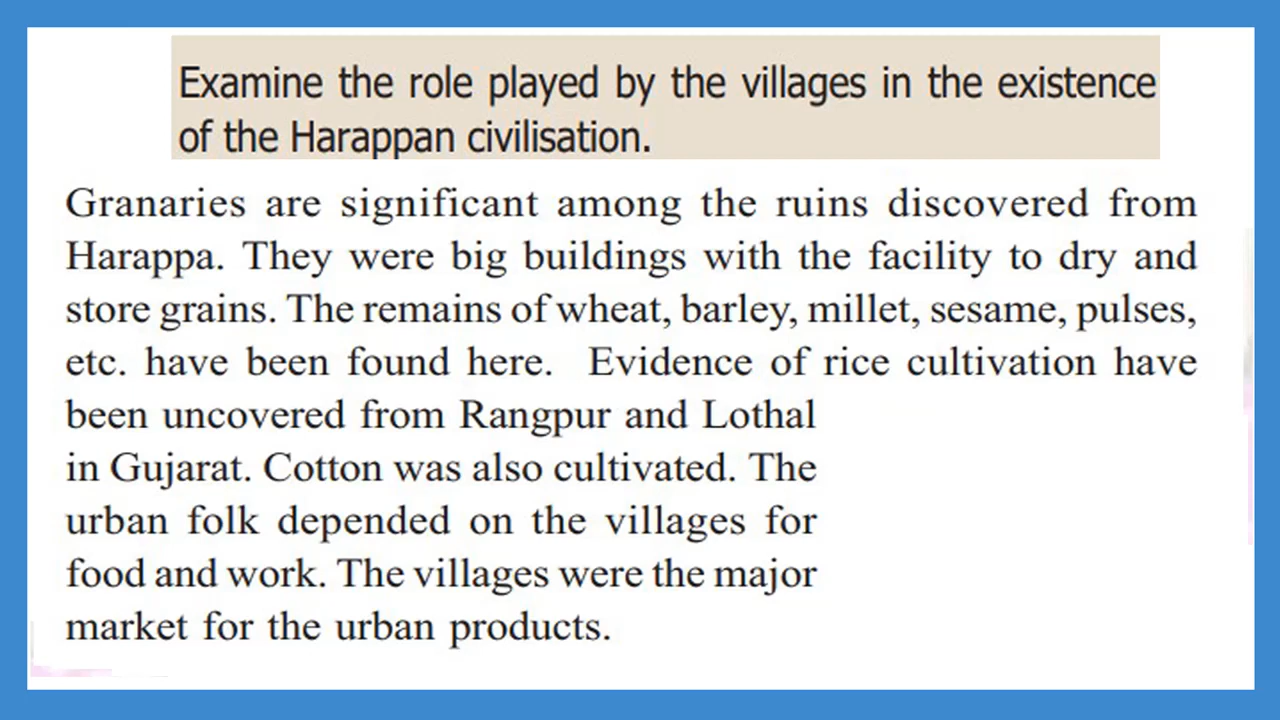 Examine the role played by the villages in the existence
of the Harappan civilisation.
Granaries are significant among the ruins discovered from
Harappa. They were big buildings with the facility to dry and
store grains. The remains of wheat, barley, millet, sesame, pulses,
etc. have been found here. Evidence of rice cultivation have
been uncovered from Rangpur and Lothal
in Gujarat. Cotton was also cultivated. The
urban folk depended on the villages for
food and work. The villages were the major
market for the urban products.